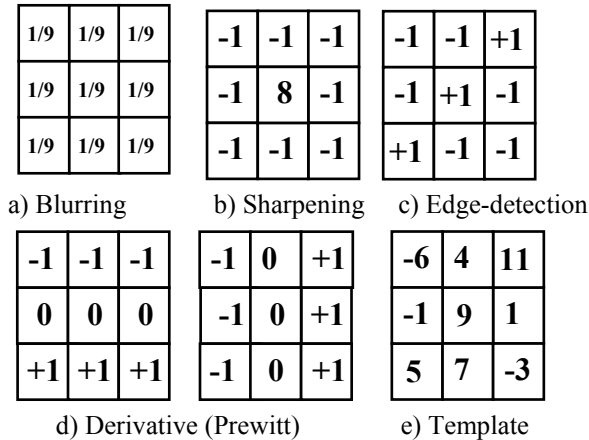 1/9 1/9 1/9 -1 -1 -1 -1 -1 +1
1/9 1/9 1/9 -1 8 -1 -1 +1 -1
1/9 1/9 1/9 -1 -1 -1 +1 -1 -1
a) Blurring b) Sharpening c) Edge-detection
-1 -1 -1 -1 0 +1 -6 4 11
0 0 0 -1 0 +1 -1 9 1
+1 +1 +1 -1 0 +1 5 7 -3
d) Derivative (Prewitt) e) Template